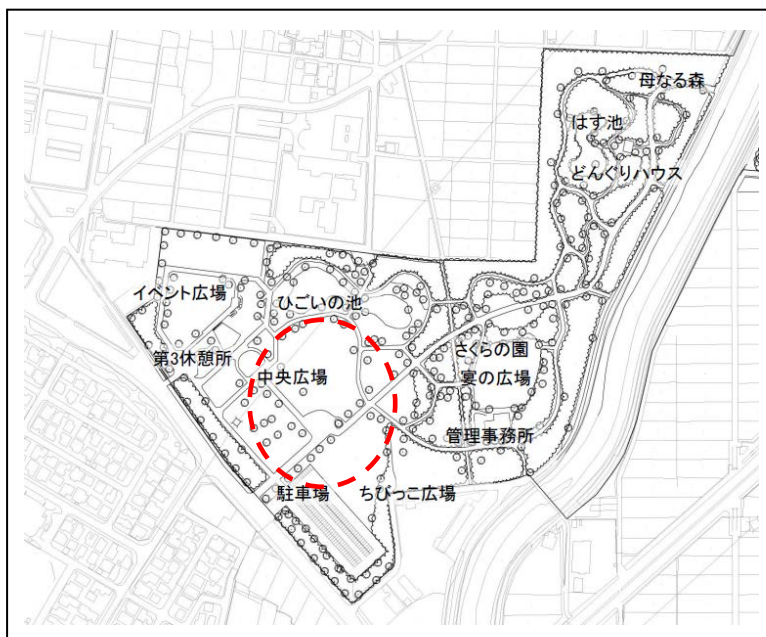 母なる森
はす池
どんぐりハウス
イベント広場
ひごいの池
さくらの園
第3休憩所
中央広場
宴の広場
管理事務所
駐車場
ちびっこ広場